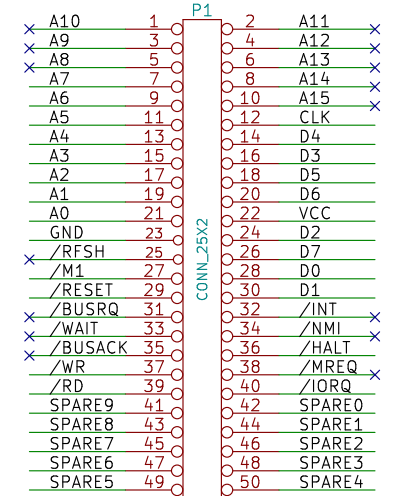 P1
A10 1 2 A11
A9 3 4 A12
A8 5 6 A13
A7 7 8 A14
A6 9 10 A15
A5 11 12 CLK
A4 13 14 D4
A3 15 16 D3
A2 17 18 D5
A1 19 20 D6
A0 21 22 VCC
GND 23 24 D2
/RFSH 25 26 D7
/M1 27 28 D0
/RESET 29 30 D1
/BUSRQ 31 32 /INT
/WAIT 33 34 /NMI
/BUSACK 35 36 /HALT
/WR 37 38 /MREQ
/RD 39 40 /IORQ
SPARE9 41 42 SPARE0
SPARE8 43 44 SPARE1
SPARE7 45 46 SPARE2
SPARE6 47 48 SPARE3
SPARE5 49 50 SPARE4
CONN_25X2